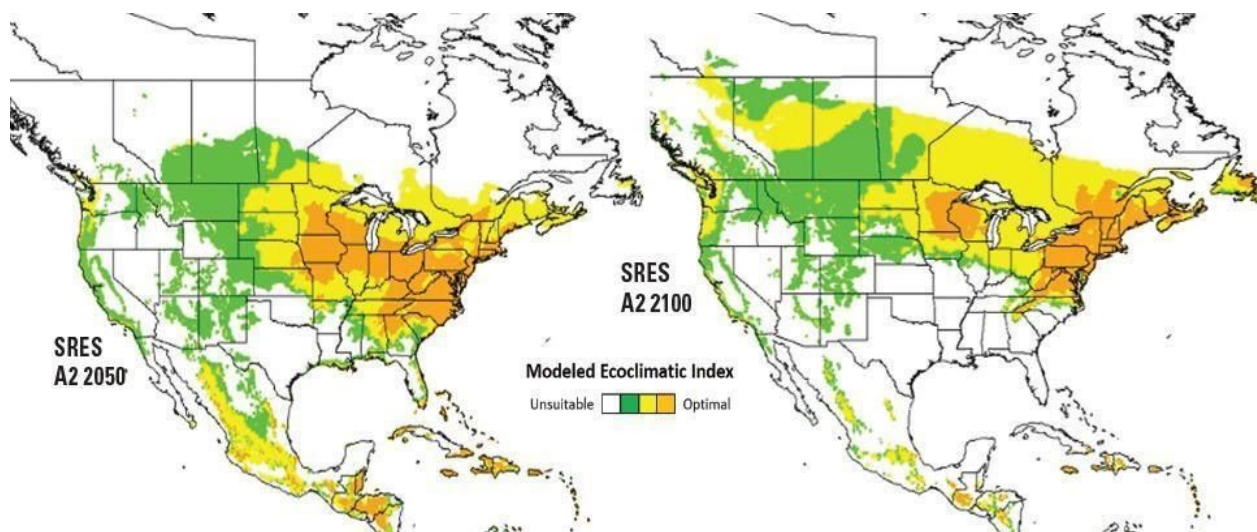 SRES
A2 2050
SRES
A2 2100
Modeled Ecoclimatic Index
Unsuitable Optimal